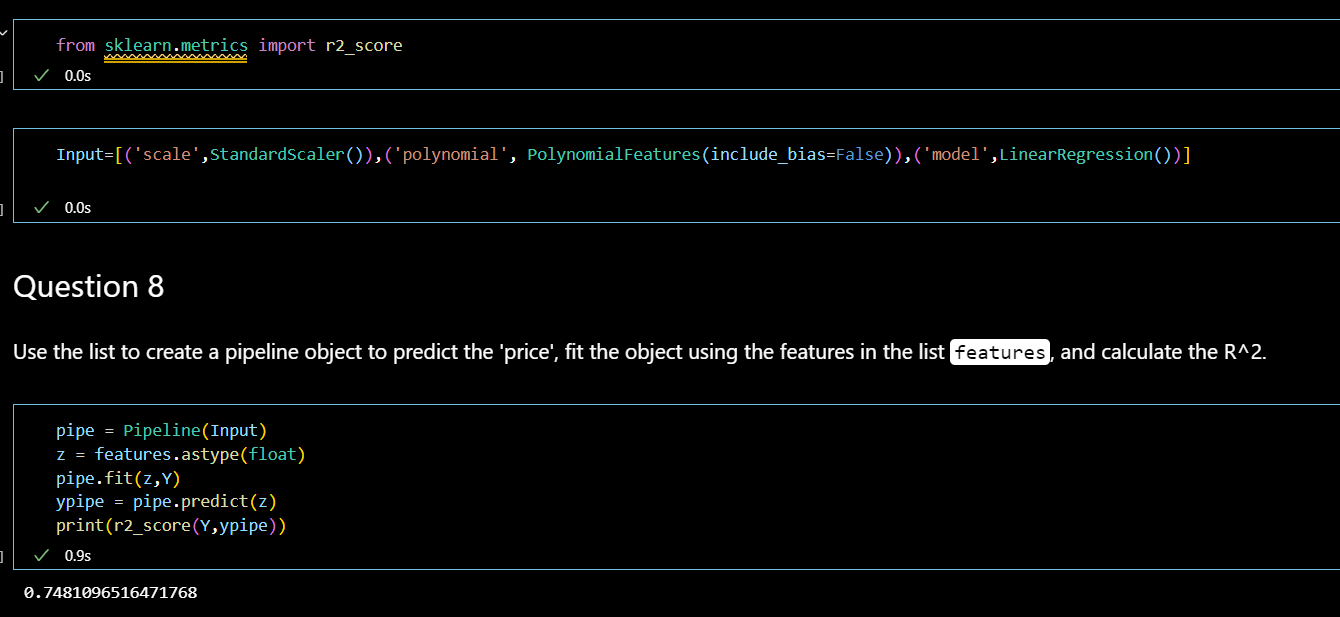 from sklearn.metrics import r2_score
] 0.0s
Input=[('scale',StandardScaler()),('polynomial', PolynomialFeatures(include_bias=False)),('model',LinearRegression())]
] 0.0s
Question 8
Use the list to create a pipeline object to predict the 'price', fit the object using the features in the list features, and calculate the R^2.
pipe = Pipeline(Input)
z = features.astype(float)
pipe.fit(z,Y)
ypipe = pipe.predict(z)
print(r2_score(Y,ypipe))
] 0.9s
0.7481096516471768